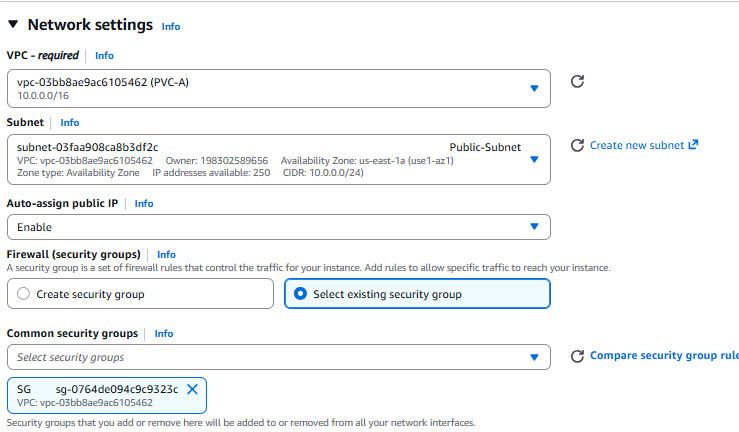 Network settings Info
VPC - required Info
vpc-03bb8ae9ac6105462 (PVC-A)
10.0.0.0/16
Subnet Info
subnet-03faa908ca8b3df2c Public-Subnet
VPC: vpc-03bb8ae9ac6105462 Owner: 198302589656 Availability Zone: us-east-1a (use1-az1)
Zone type: Availability Zone IP addresses available: 250 CIDR: 10.0.0.0/24)
Create new subnet
Auto-assign public IP Info
Enable
Firewall (security groups) Info
A security group is a set of firewall rules that control the traffic for your instance. Add rules to allow specific traffic to reach your instance.
Create security group
Select existing security group
Common security groups Info
Select security groups
Compare security group rule
SG sg-0764de094c9c9323c
VPC: vpc-03bb8ae9ac6105462
Security groups that you add or remove here will be added to or removed from all your network interfaces.